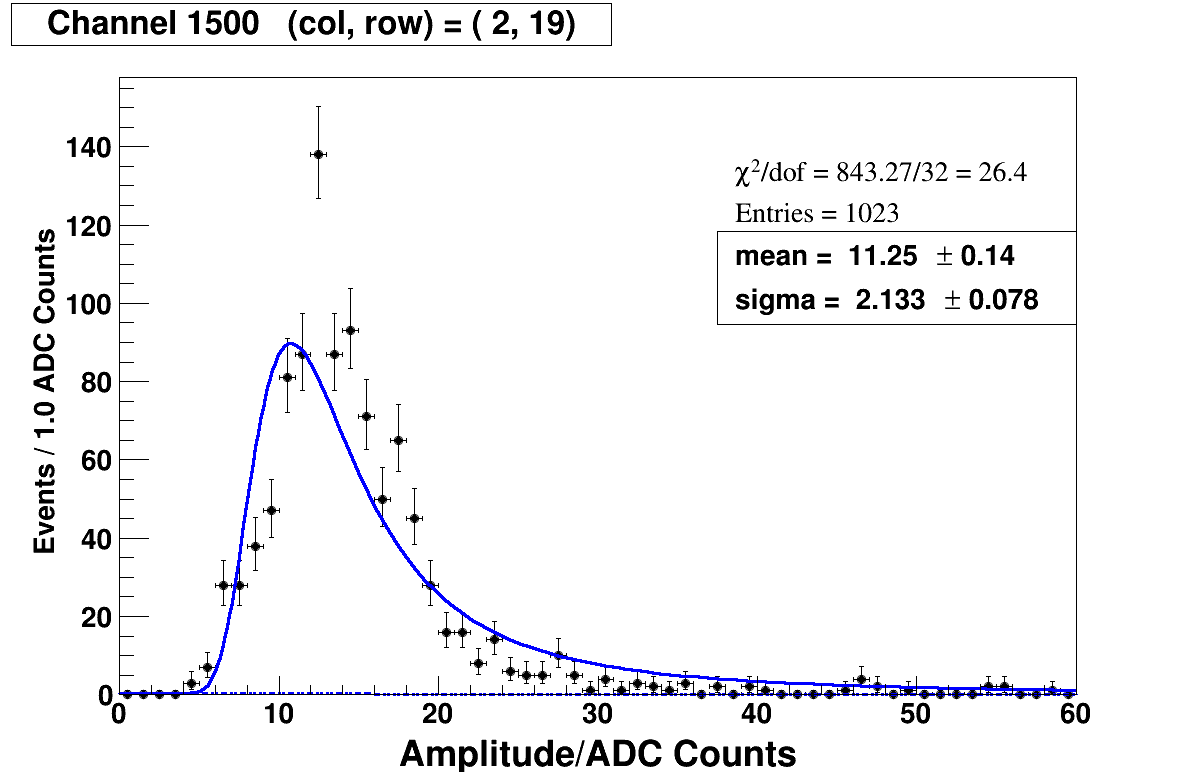 Channel 1500 (col, row) = ( 2, 19)
χ²/dof = 843.27/32 = 26.4
Entries = 1023
mean = 11.25 ± 0.14
sigma = 2.133 ± 0.078
Events / 1.0 ADC Counts
140
120
100
80
60
40
20
0
0 10 20 30 40 50 60
Amplitude/ADC Counts